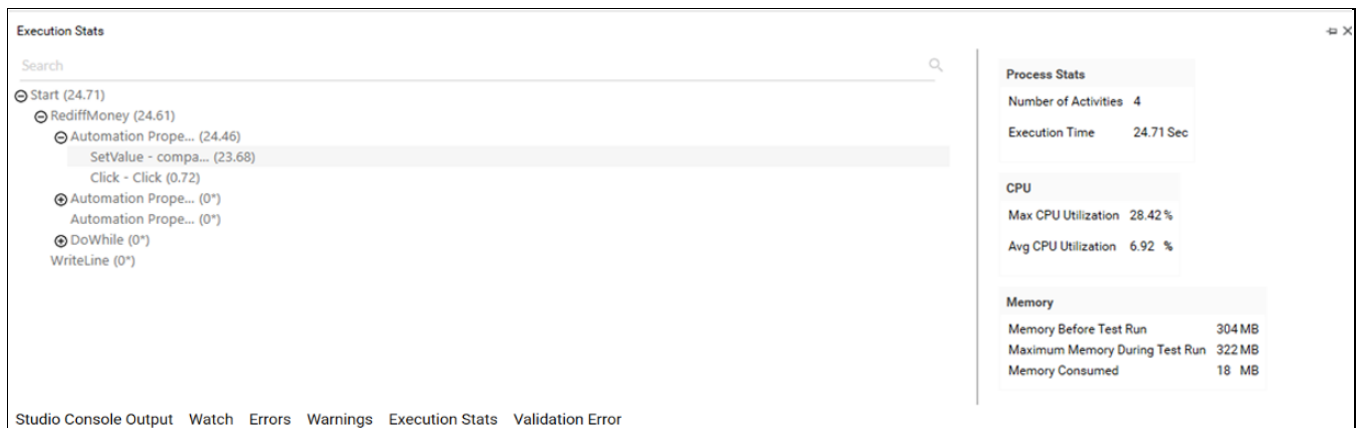 Execution Stats
Search
Start (24.71)
RediffMoney (24.61)
Automation Prope... (24.46)
SetValue - compa... (23.68)
Click - Click (0.72)
Automation Prope... (0*)
Automation Prope... (0*)
DoWhile (0*)
WriteLine (0*)
Process Stats
Number of Activities 4
Execution Time 24.71 Sec
CPU
Max CPU Utilization 28.42 %
Avg CPU Utilization 6.92 %
Memory
Memory Before Test Run 304 MB
Maximum Memory During Test Run 322 MB
Memory Consumed 18 MB
Studio Console Output Watch Errors Warnings Execution Stats Validation Error